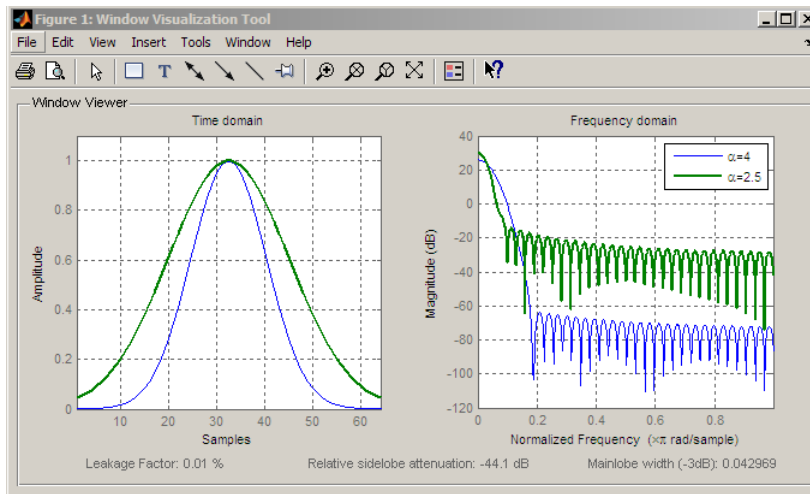 Figure 1: Window Visualization Tool
File Edit View Insert Tools Window Help
Window Viewer
Time domain
Amplitude
1
0.8
0.6
0.4
0.2
0
10 20 30 40 50 60
Samples
Frequency domain
Magnitude (dB)
40
20
0
-20
-40
-60
-80
-100
-120
α=4
α=2.5
0 0.2 0.4 0.6 0.8
Normalized Frequency (×π rad/sample)
Leakage Factor: 0.01 % Relative sidelobe attenuation: -44.1 dB Mainlobe width (-3dB): 0.042969